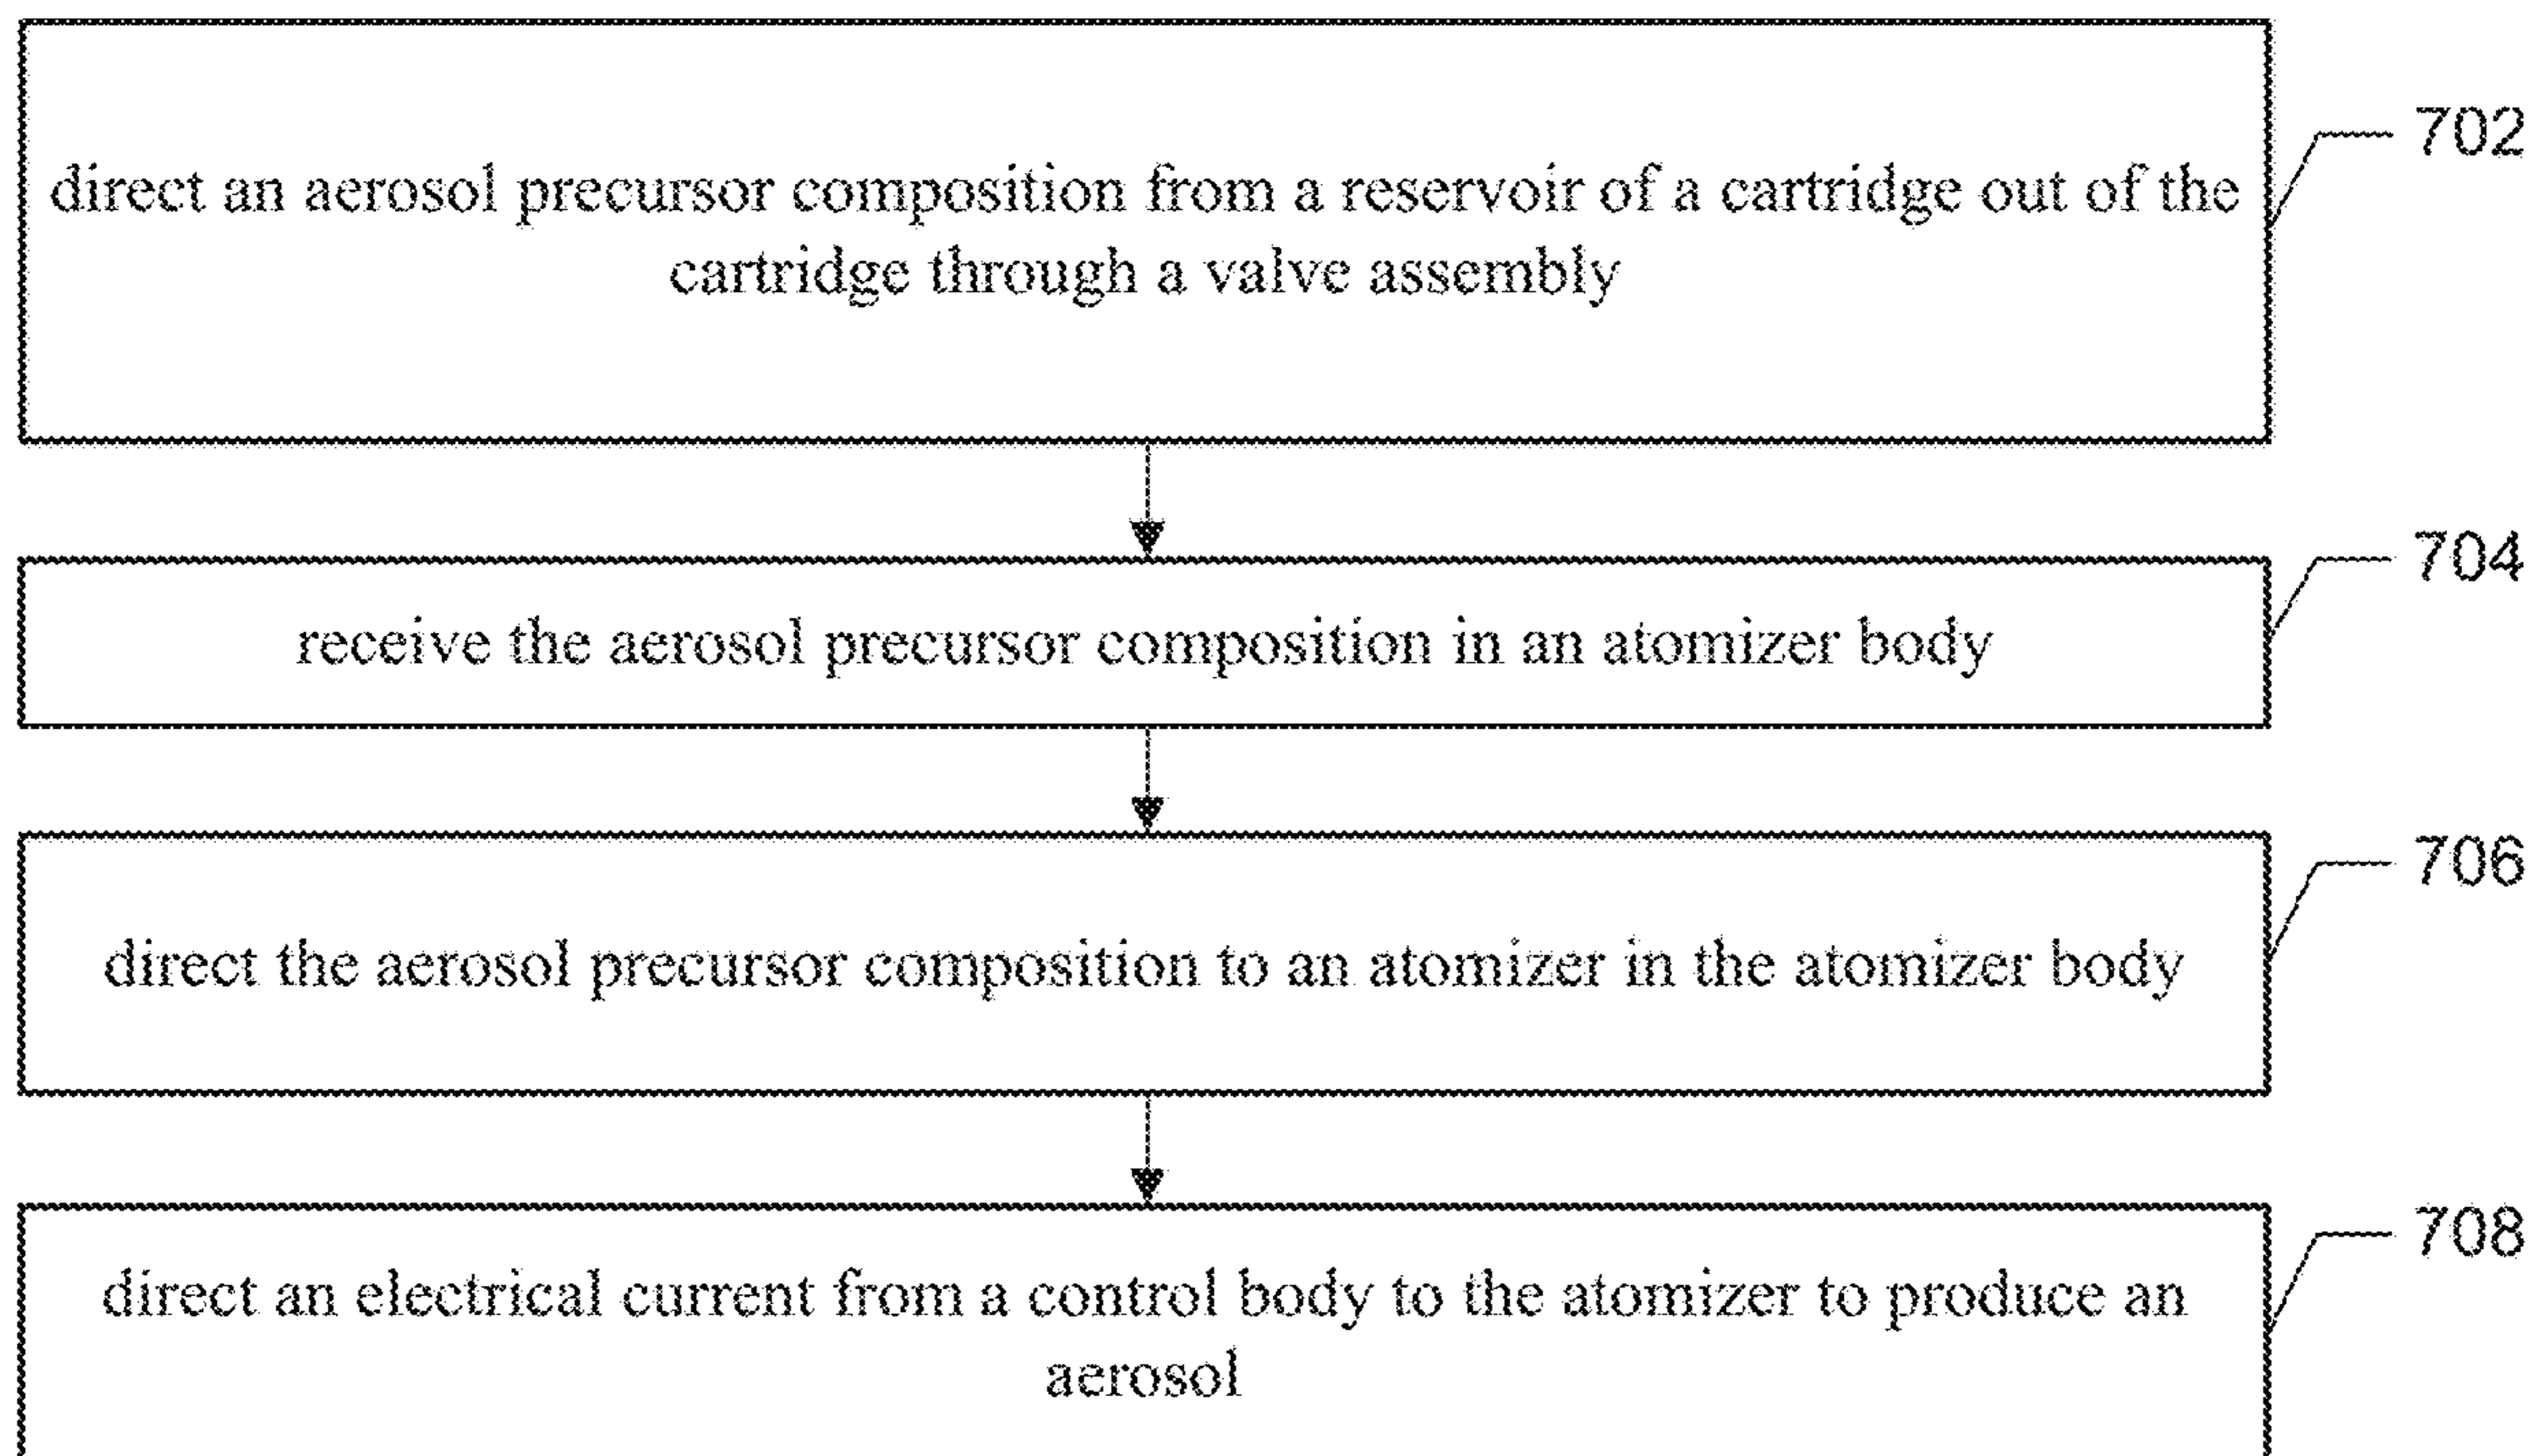 direct an aerosol precursor composition from a reservoir of a cartridge out of the
cartridge through a valve assembly
702
receive the aerosol precursor composition in an atomizer body
704
direct the aerosol precursor composition to an atomizer in the atomizer body
706
direct an electrical current from a control body to the atomizer to produce an
aerosol
708